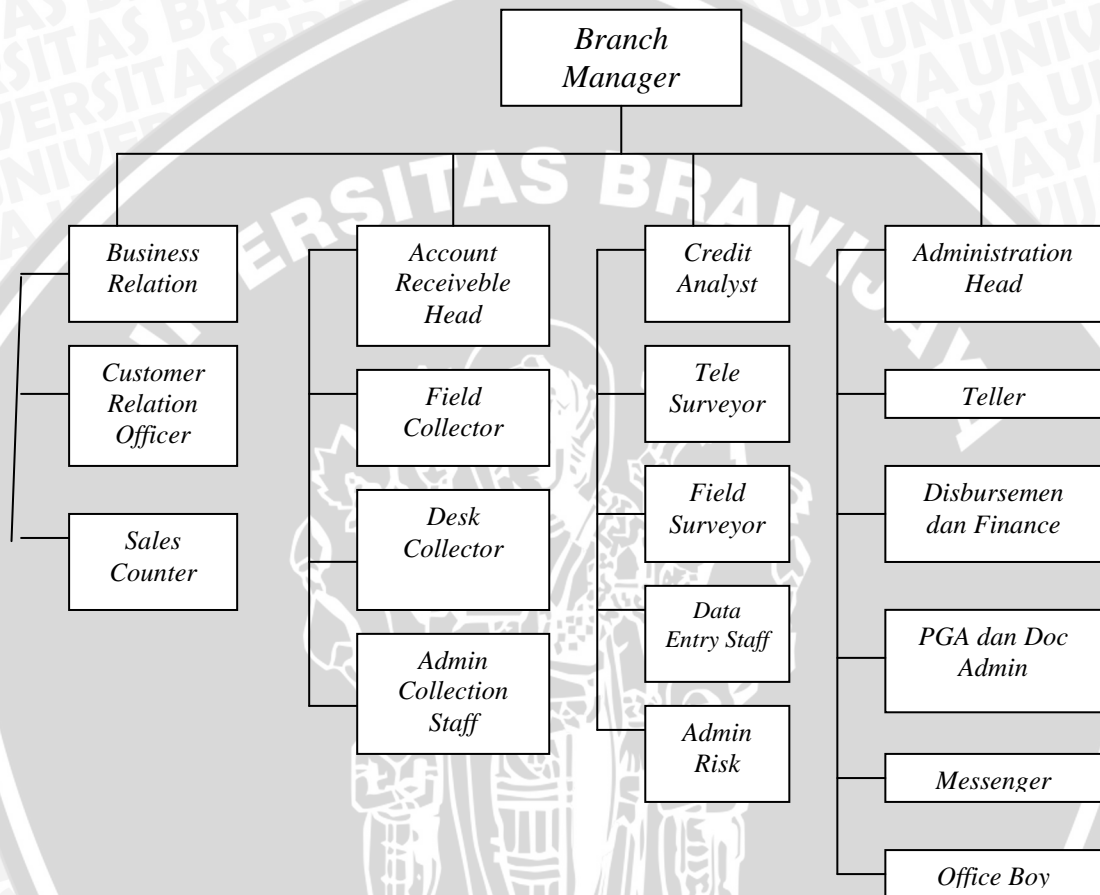 Branch
Manager
UNIVERSITAS BRAWIJAYA
Business
Relation
Customer
Relation
Officer
Sales
Counter
Account
Receiveble
Head
Field
Collector
Desk
Collector
Admin
Collection
Staff
Credit
Analyst
Tele
Surveyor
Field
Surveyor
Data
Entry Staff
Admin
Risk
Administration
Head
Teller
Disbursemen
dan Finance
PGA dan Doc
Admin
Messenger
Office Boy